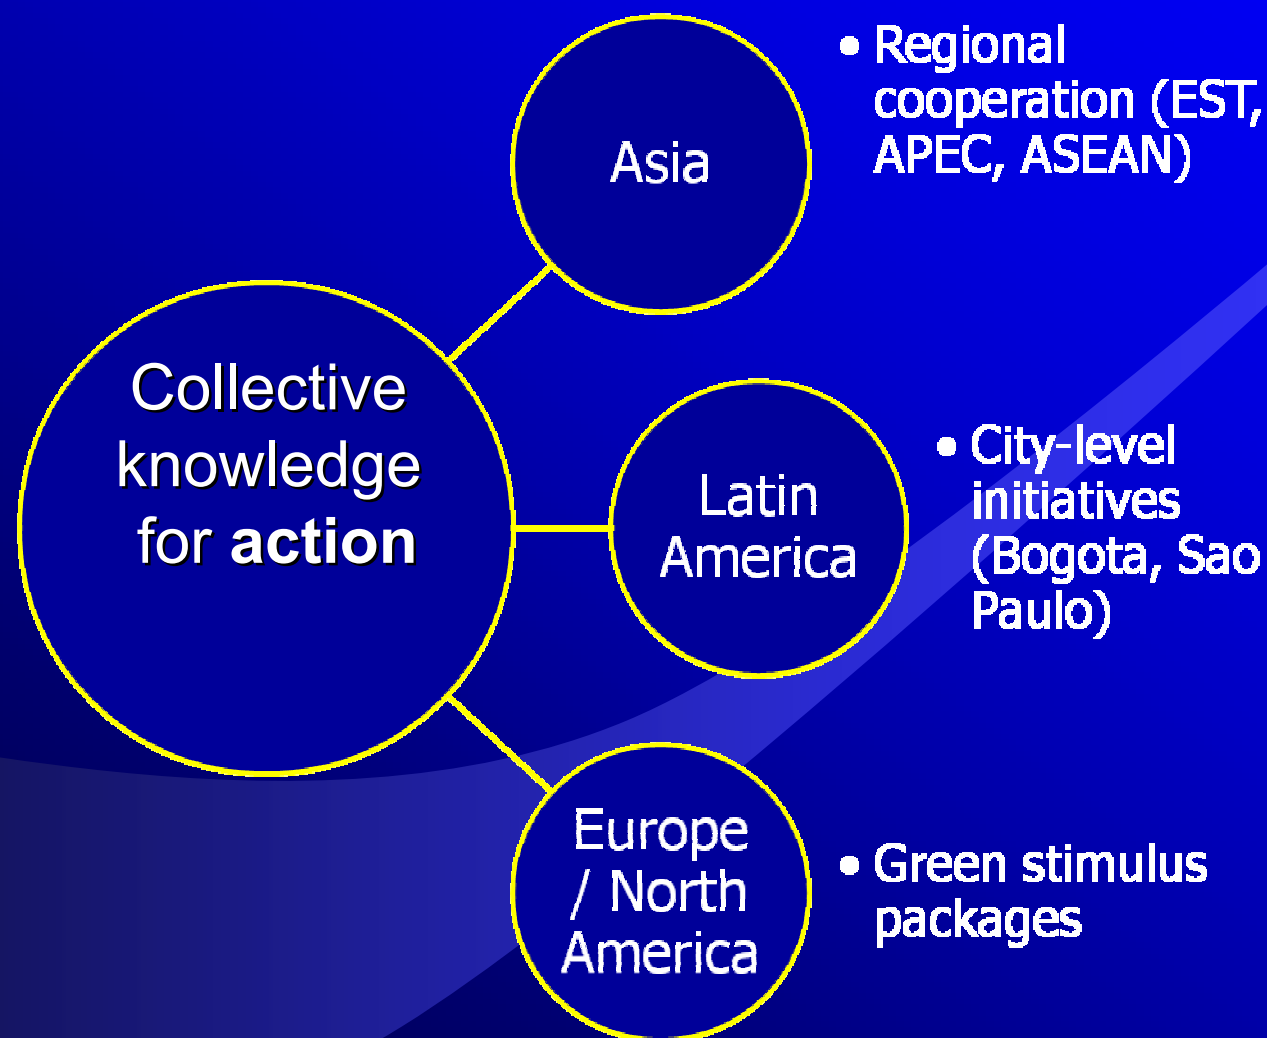 Collective
knowledge
for action
Asia
• Regional
cooperation (EST,
APEC, ASEAN)
Latin
America
• City-level
initiatives
(Bogota, Sao
Paulo)
Europe
/ North
America
• Green stimulus
packages